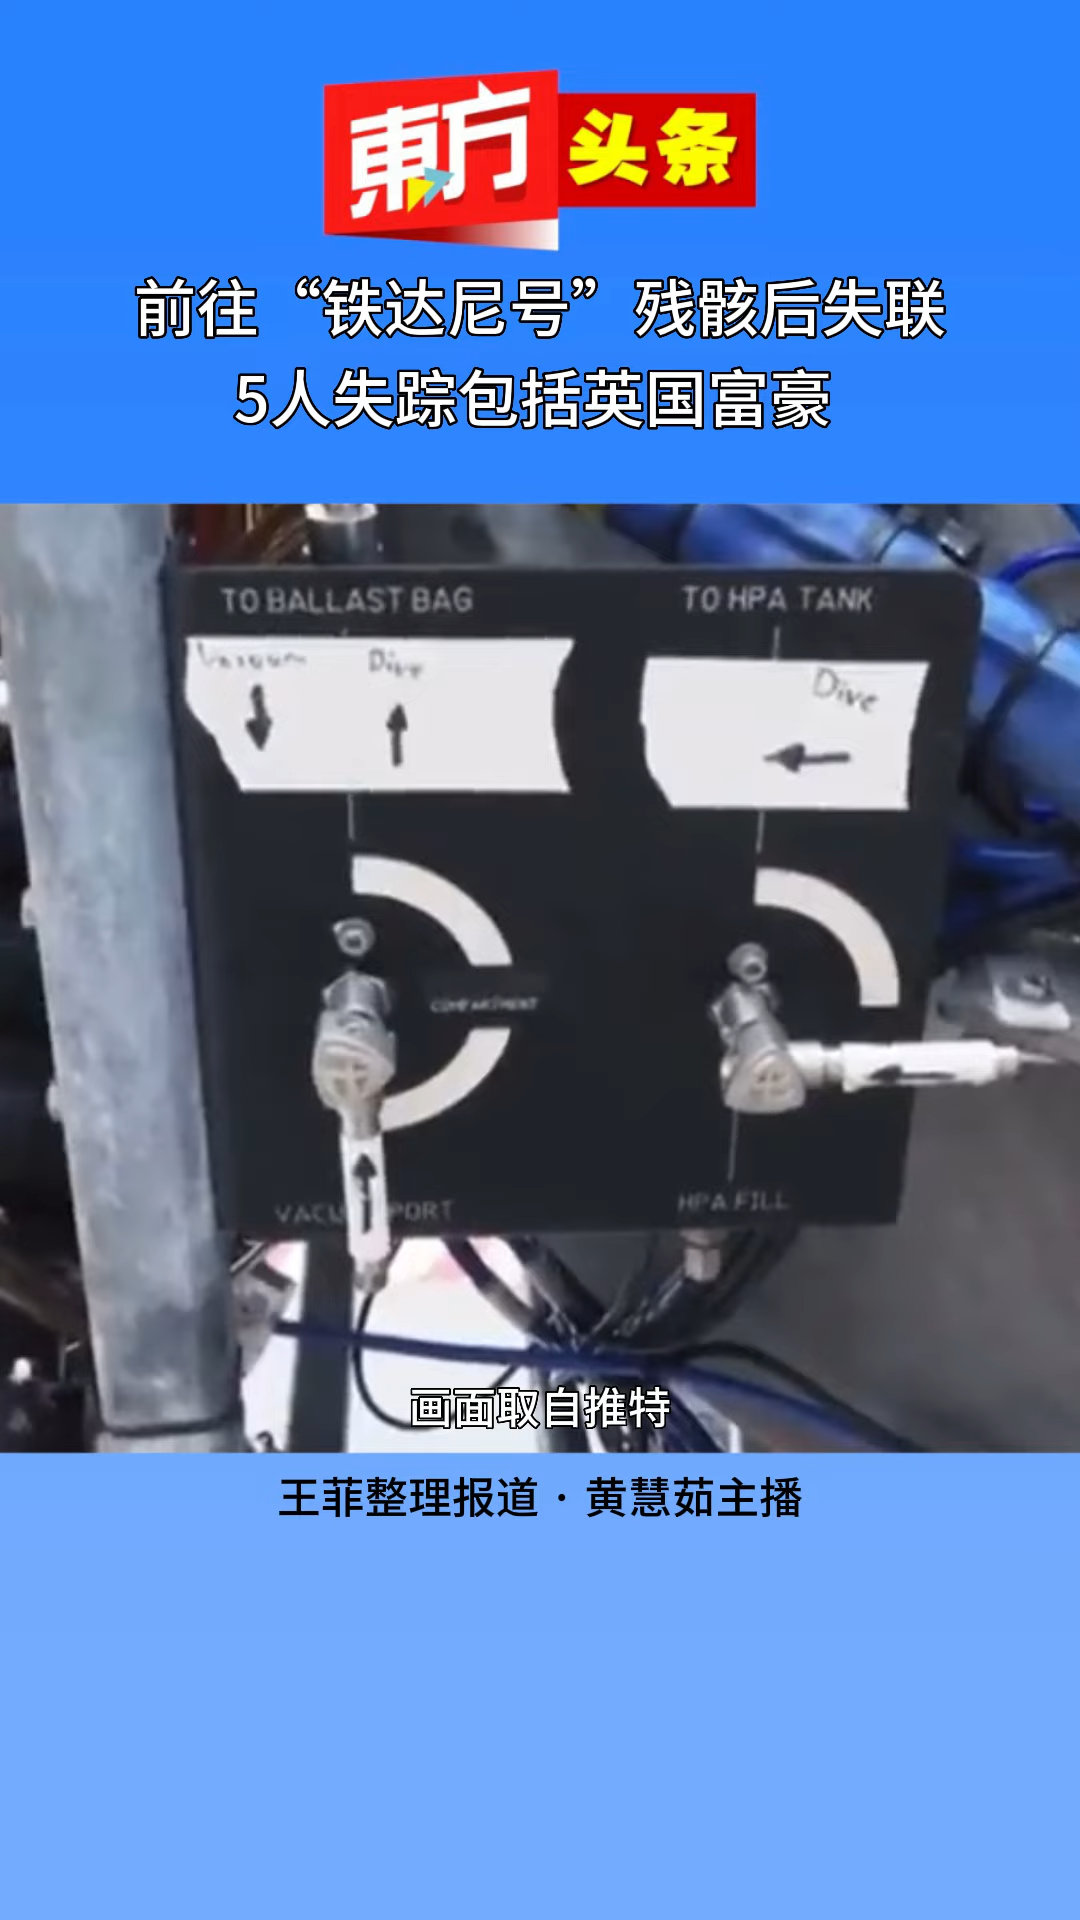 東方头条
前往“铁达尼号”残骸后失联
5人失踪包括英国富豪
TO BALLAST BAG
TO HPA TANK
Vacuum
Dive
Dive
COMPARTMENT
HPA FILL
画面取自推特
王菲整理报道 · 黄慧茹主播